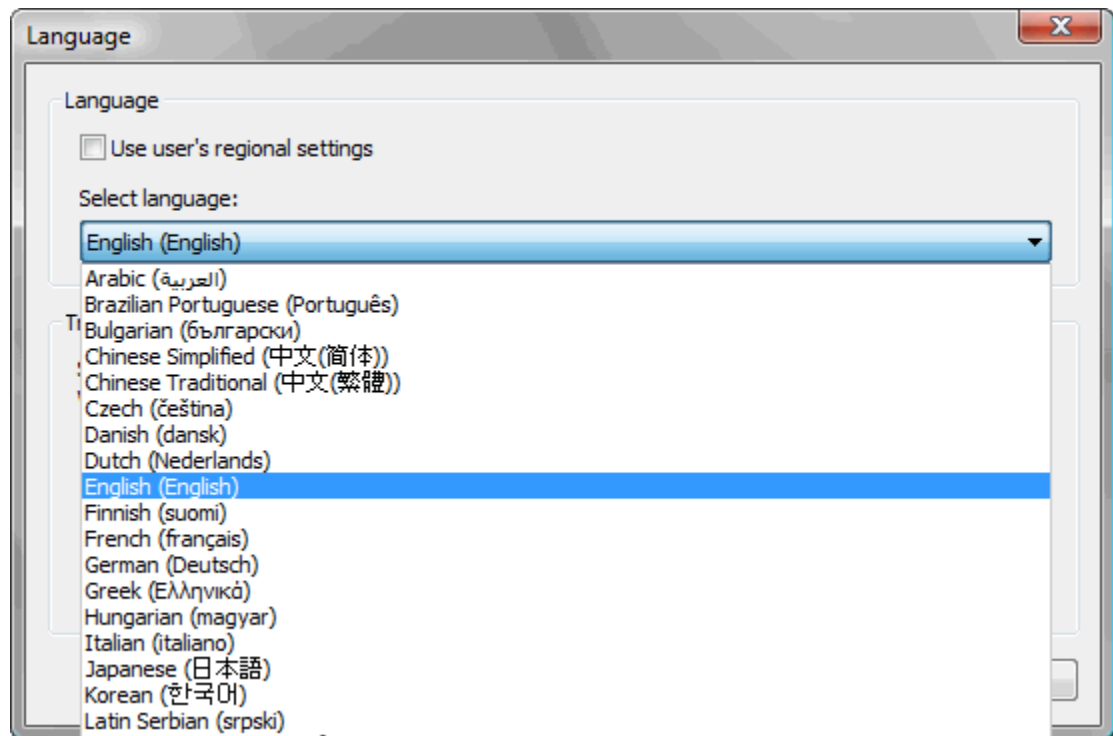 Language
Language
Use user's regional settings
Select language:
English (English)
Arabic (العربية)
Brazilian Portuguese (Português)
Bulgarian (български)
Chinese Simplified (中文(简体))
Chinese Traditional (中文(繁體))
Czech (čeština)
Danish (dansk)
Dutch (Nederlands)
English (English)
Finnish (suomi)
French (français)
German (Deutsch)
Greek (Ελληνικά)
Hungarian (magyar)
Italian (italiano)
Japanese (日本語)
Korean (한국어)
Latin Serbian (srpski)